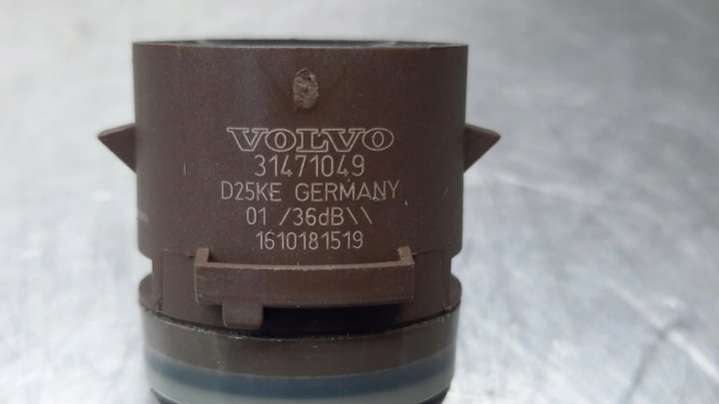 VOLVO
31471049
D25KE GERMANY
01 /36dB\\
1610181519